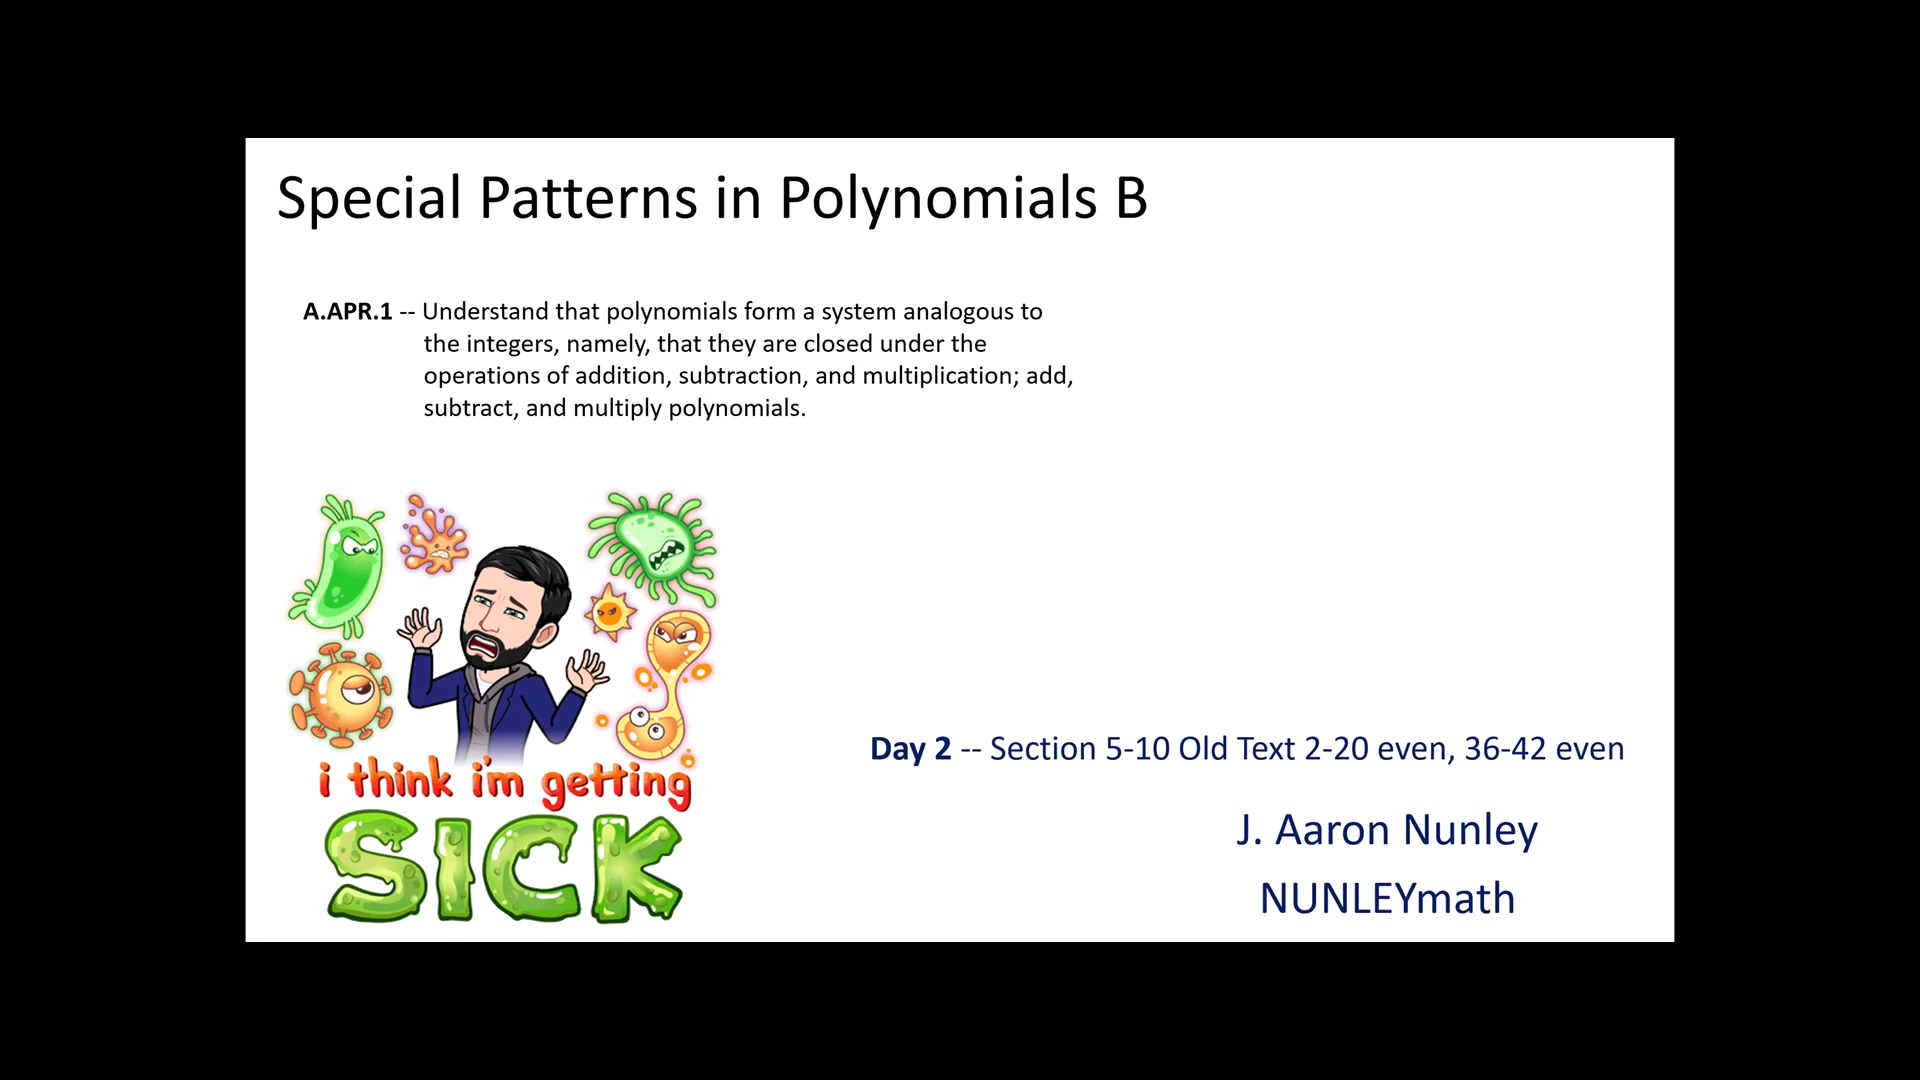 Special Patterns in Polynomials B
A.APR.1 -- Understand that polynomials form a system analogous to
the integers, namely, that they are closed under the
operations of addition, subtraction, and multiplication; add,
subtract, and multiply polynomials.
i think i'm getting
SICK
Day 2 -- Section 5-10 Old Text 2-20 even, 36-42 even
J. Aaron Nunley
NUNLEYmath